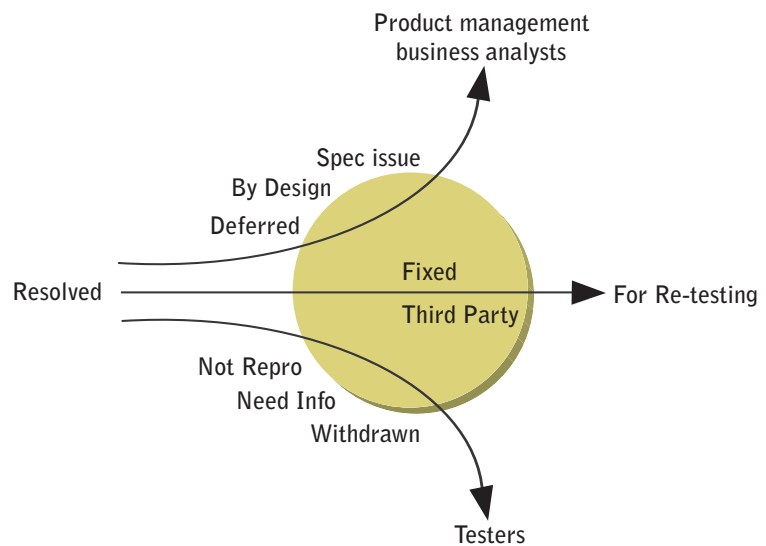 Product management
business analysts
Spec issue
By Design
Deferred
Fixed
Resolved
For Re-testing
Third Party
Not Repro
Need Info
Withdrawn
Testers